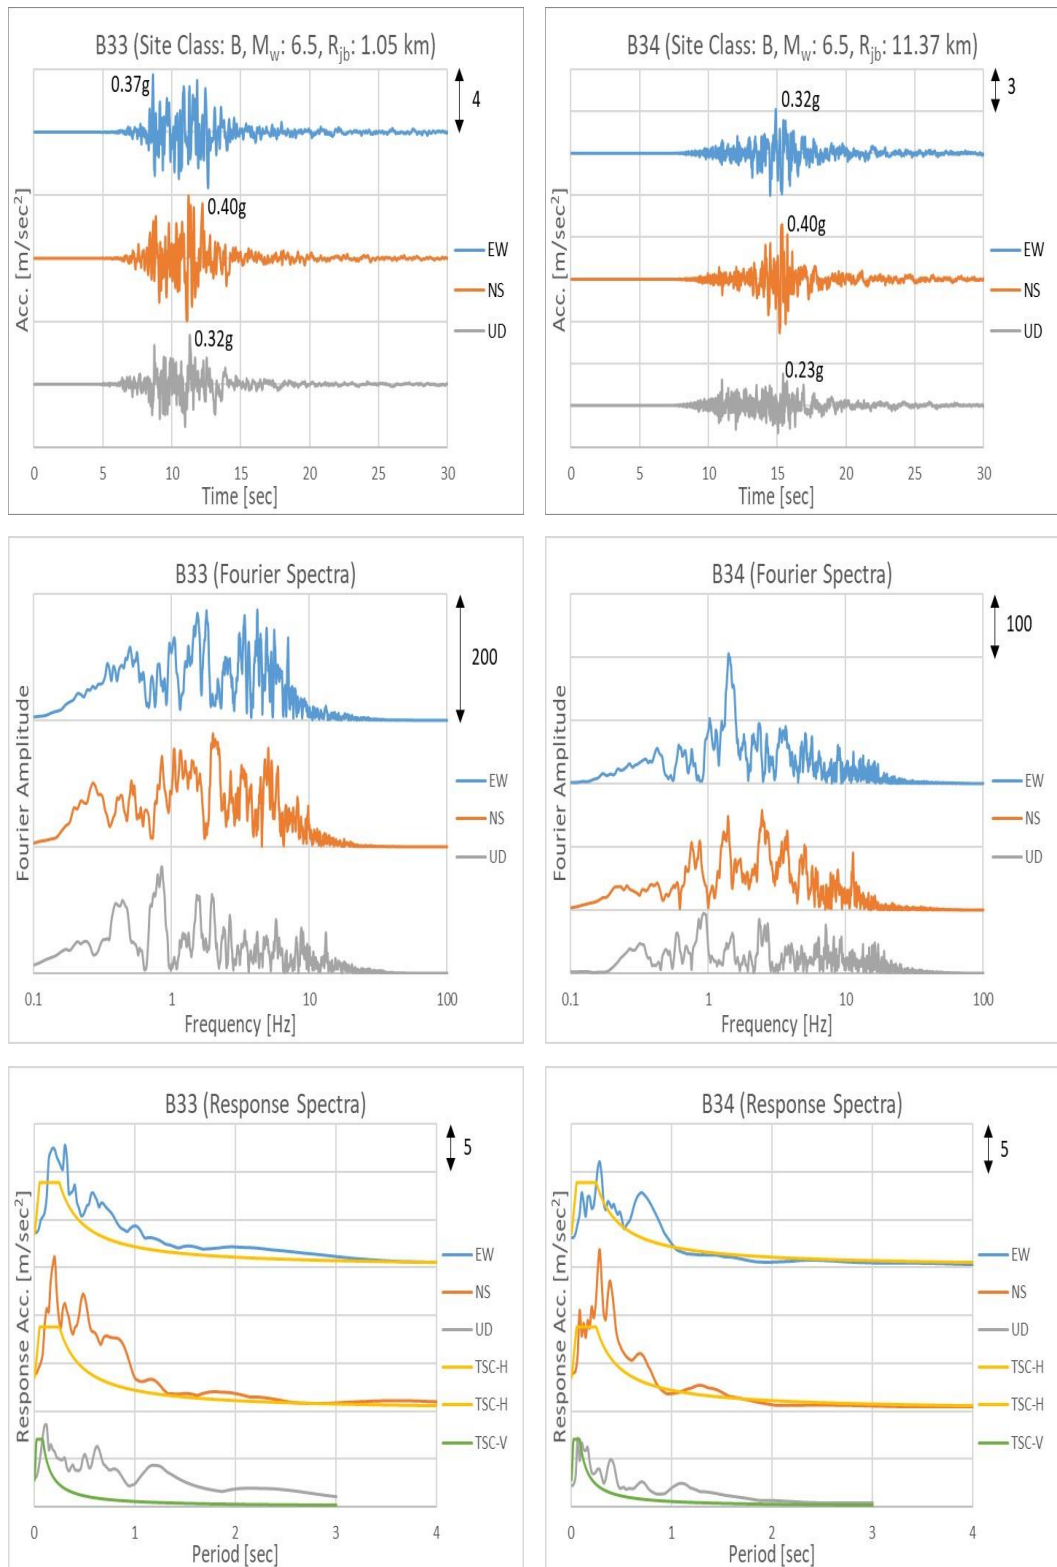 B33 (Site Class: B, Mw: 6.5, Rjb: 1.05 km)
4
0.37g
0.40g
0.32g
Acc. [m/sec²]
EW
NS
UD
0 5 10 15 20 25 30
Time [sec]
B34 (Site Class: B, Mw: 6.5, Rjb: 11.37 km)
3
0.32g
0.40g
0.23g
Acc. [m/sec²]
EW
NS
UD
0 5 10 15 20 25 30
Time [sec]
B33 (Fourier Spectra)
200
Fourier Amplitude
EW
NS
UD
0.1 1 10 100
Frequency [Hz]
B34 (Fourier Spectra)
100
Fourier Amplitude
EW
NS
UD
0.1 1 10 100
Frequency [Hz]
B33 (Response Spectra)
5
Response Acc. [m/sec²]
EW
NS
UD
TSC-H
TSC-H
TSC-V
0 1 2 3 4
Period [sec]
B34 (Response Spectra)
5
Response Acc. [m/sec²]
EW
NS
UD
TSC-H
TSC-H
TSC-V
0 1 2 3 4
Period [sec]